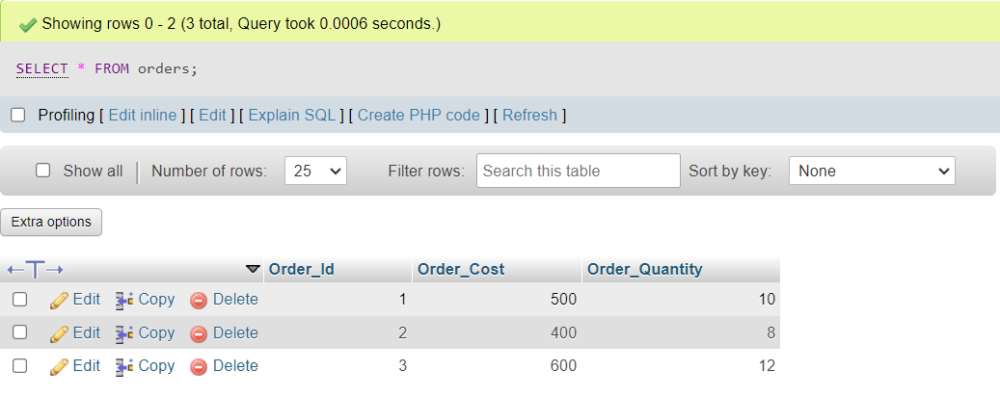 Showing rows 0 - 2 (3 total, Query took 0.0006 seconds.)
SELECT * FROM orders;
Profiling [ Edit inline ] [ Edit ] [ Explain SQL ] [ Create PHP code ] [ Refresh ]
Show all Number of rows: 25 Filter rows: Search this table Sort by key: None
Extra options
Order_Id Order_Cost Order_Quantity
Edit Copy Delete 1 500 10
Edit Copy Delete 2 400 8
Edit Copy Delete 3 600 12